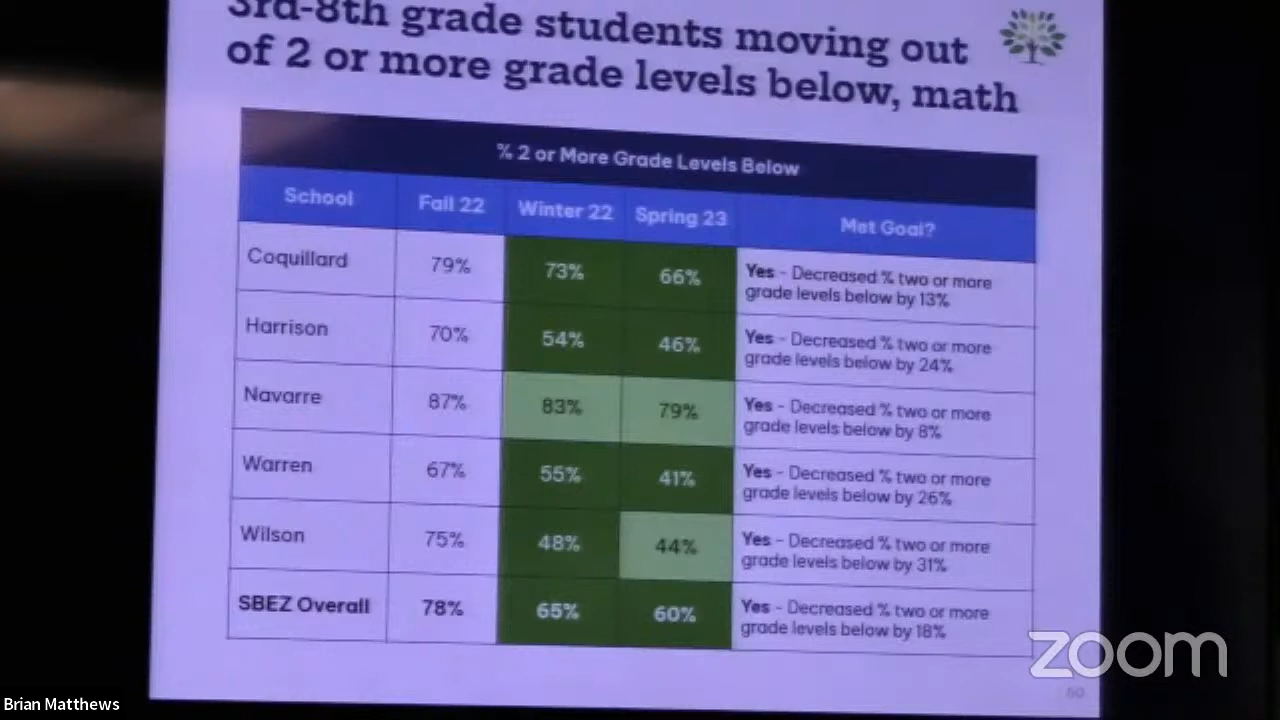 3rd-8th grade students moving out
of 2 or more grade levels below, math
% 2 or More Grade Levels Below
School Fall 22 Winter 22 Spring 23 Met Goal?
Coquillard 79% 73% 66% Yes - Decreased % two or more
grade levels below by 13%
Harrison 70% 54% 46% Yes - Decreased % two or more
grade levels below by 24%
Navarre 87% 83% 79% Yes - Decreased % two or more
grade levels below by 8%
Warren 67% 55% 41% Yes - Decreased % two or more
grade levels below by 26%
Wilson 75% 48% 44% Yes - Decreased % two or more
grade levels below by 31%
SBEZ Overall 78% 65% 60% Yes - Decreased % two or more
grade levels below by 18%
zoom
Brian Matthews